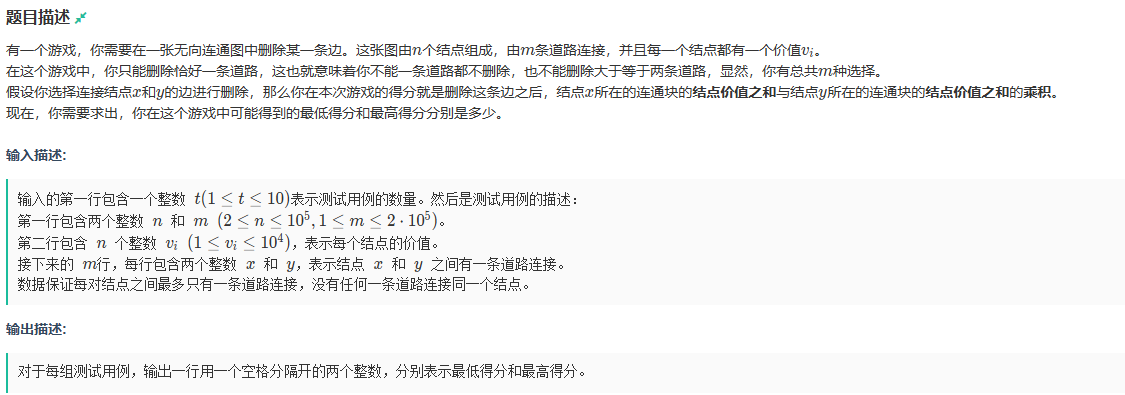 题目描述
有一个游戏，你需要在一张无向连通图中删除某一条边。这张图由n个结点组成，由m条道路连接，并且每一个结点都有一个价值vᵢ。
在这个游戏中，你只能删除恰好一条道路，这也就意味着你不能一条道路都不删除，也不能删除大于等于两条道路，显然，你有总共m种选择。
假设你选择连接结点x和y的边进行删除，那么你在本次游戏的得分就是删除这条边之后，结点x所在的连通块的结点价值之和与结点y所在的连通块的结点价值之和的乘积。
现在，你需要求出，你在这个游戏中可能得到的最低得分和最高得分分别是多少。
输入描述:
输入的第一行包含一个整数 t(1 ≤ t ≤ 10)表示测试用例的数量。然后是测试用例的描述：
第一行包含两个整数 n 和 m (2 ≤ n ≤ 10⁵, 1 ≤ m ≤ 2 · 10⁵)。
第二行包含 n 个整数 vᵢ (1 ≤ vᵢ ≤ 10⁴)，表示每个结点的价值。
接下来的 m行，每行包含两个整数 x 和 y，表示结点 x 和 y 之间有一条道路连接。
数据保证每对结点之间最多只有一条道路连接，没有任何一条道路连接同一个结点。
输出描述:
对于每组测试用例，输出一行用一个空格分隔开的两个整数，分别表示最低得分和最高得分。